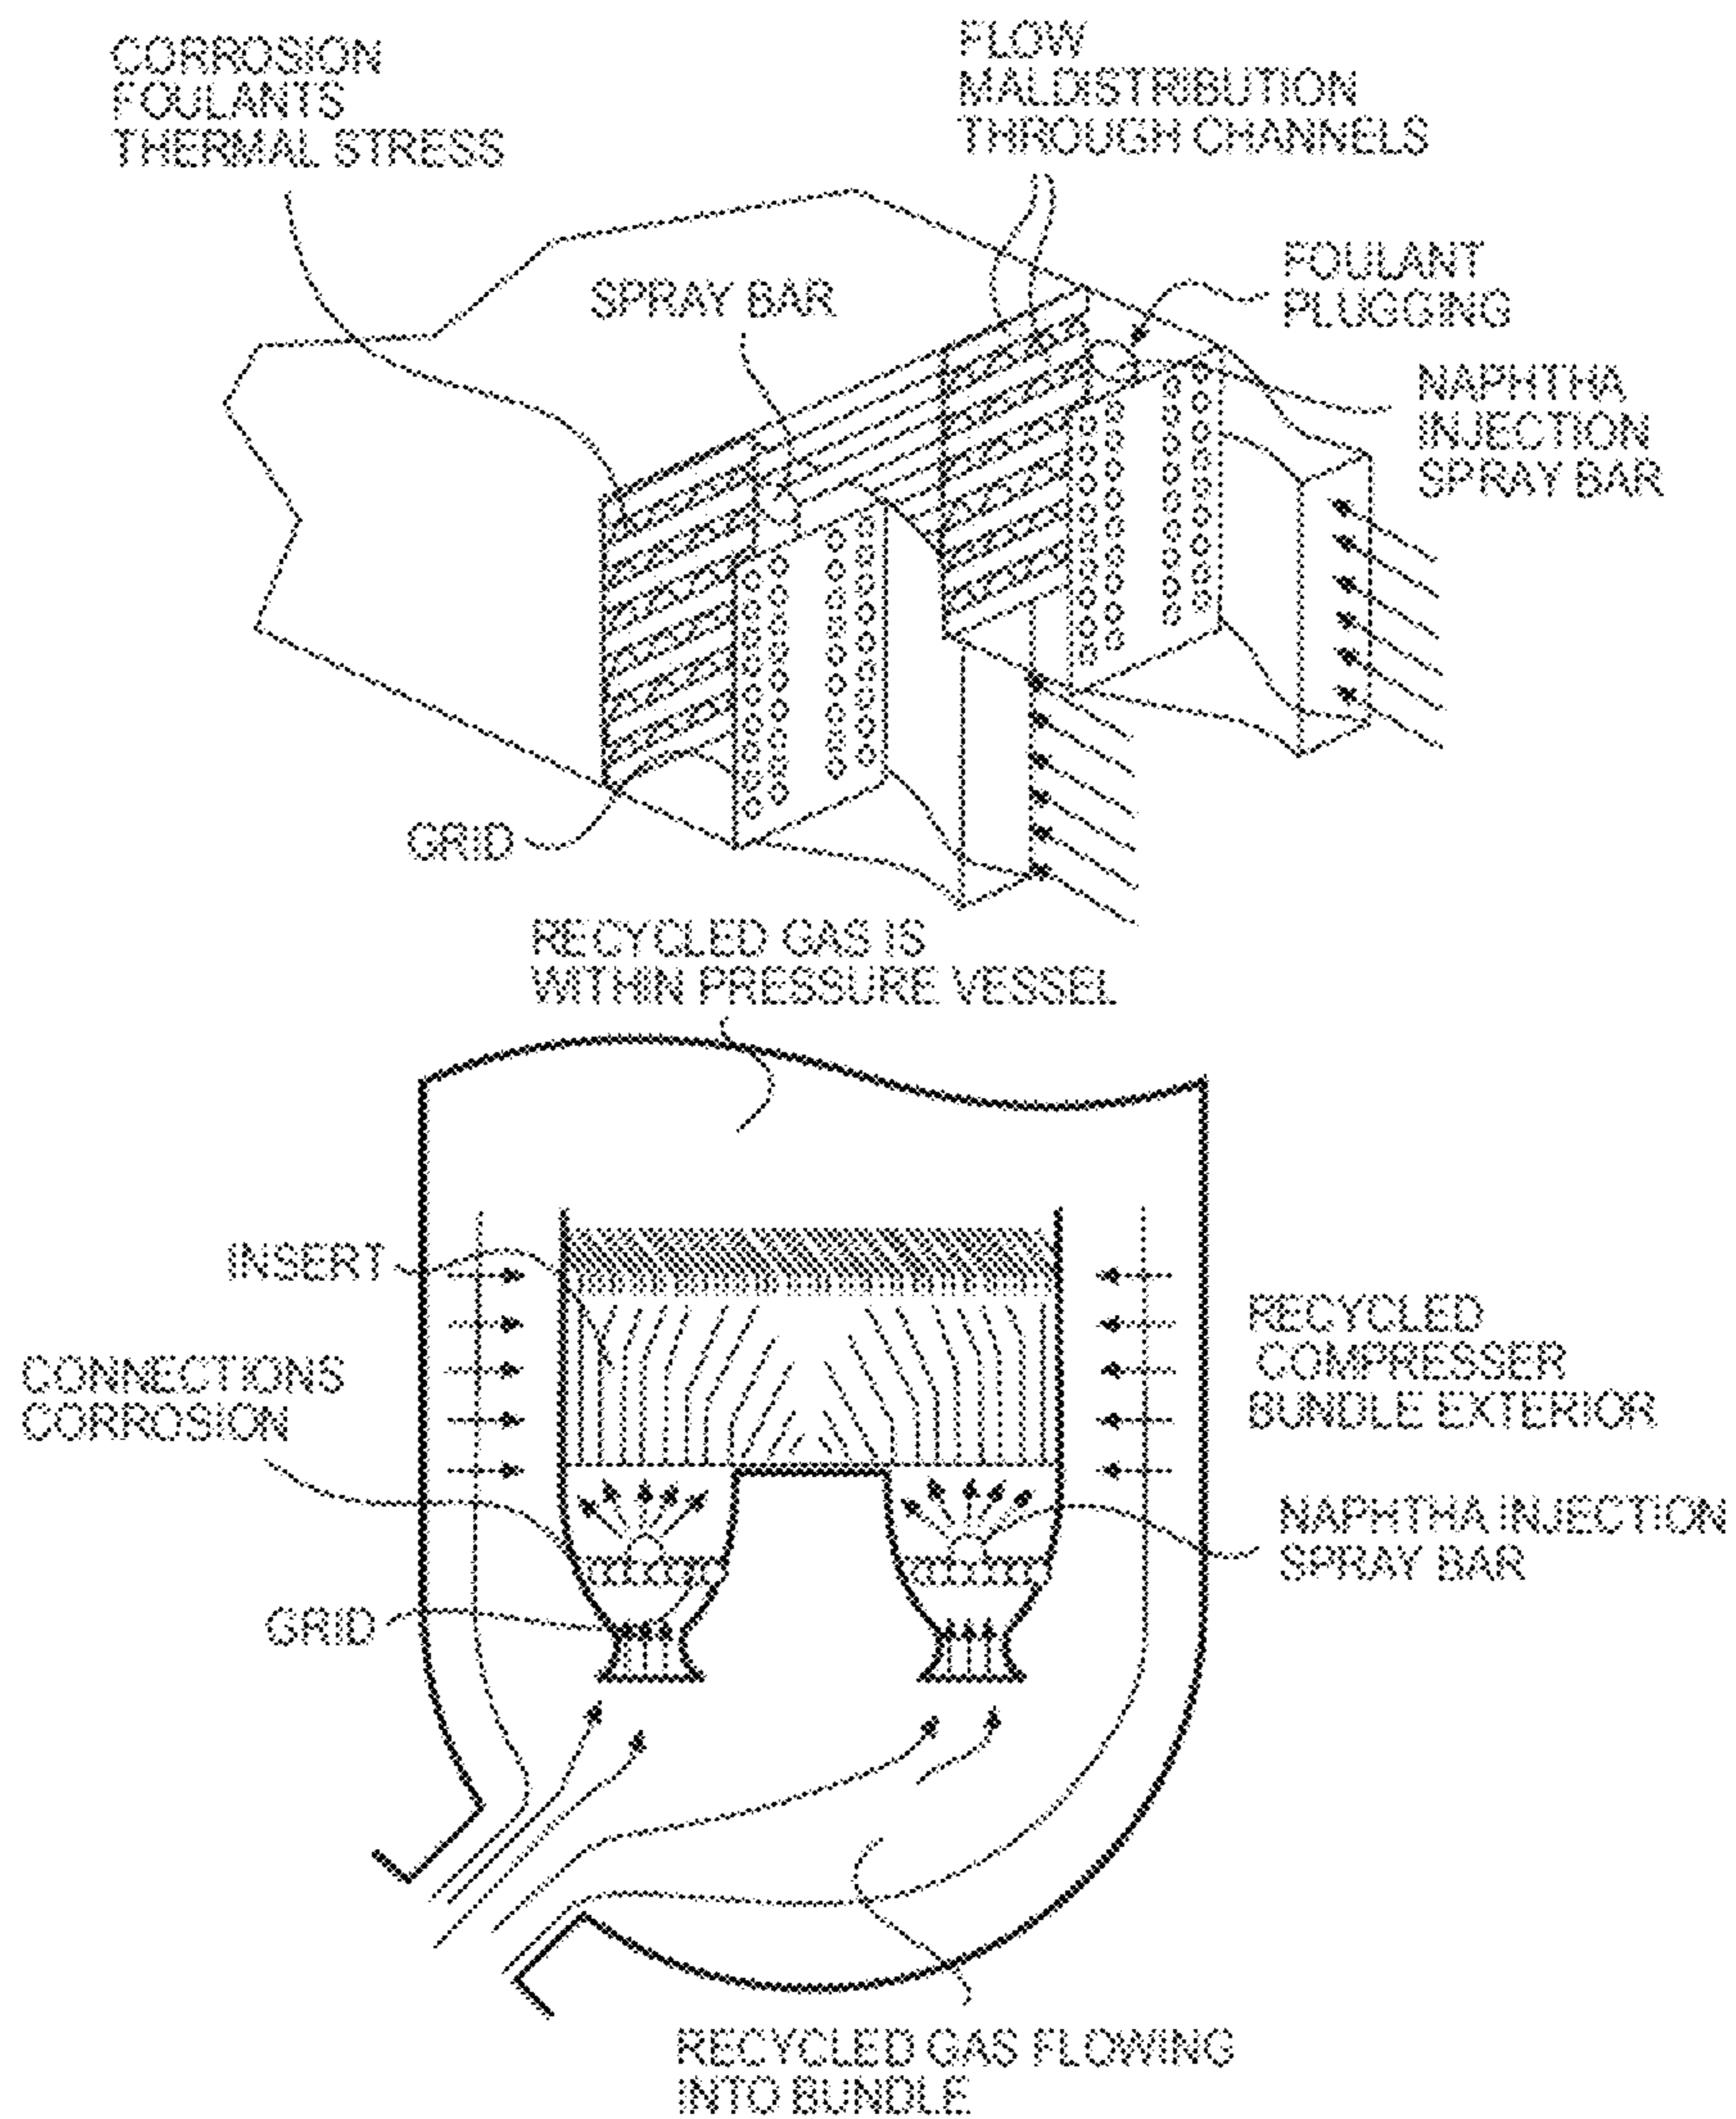 CORROSION
FOULANTS
THERMAL STRESS
FLOW
MALDISTRIBUTION
THROUGH CHANNELS
SPRAY BAR
FOULANT
PLUGGING
NAPHTHA
INJECTION
SPRAY BAR
GRID
RECYCLED GAS IS
WITHIN PRESSURE VESSEL
INSERT
RECYCLED
COMPRESSER
BUNDLE EXTERIOR
CONNECTIONS
CORROSION
NAPHTHA INJECTION
SPRAY BAR
GRID
RECYCLED GAS FLOWING
INTO BUNDLE